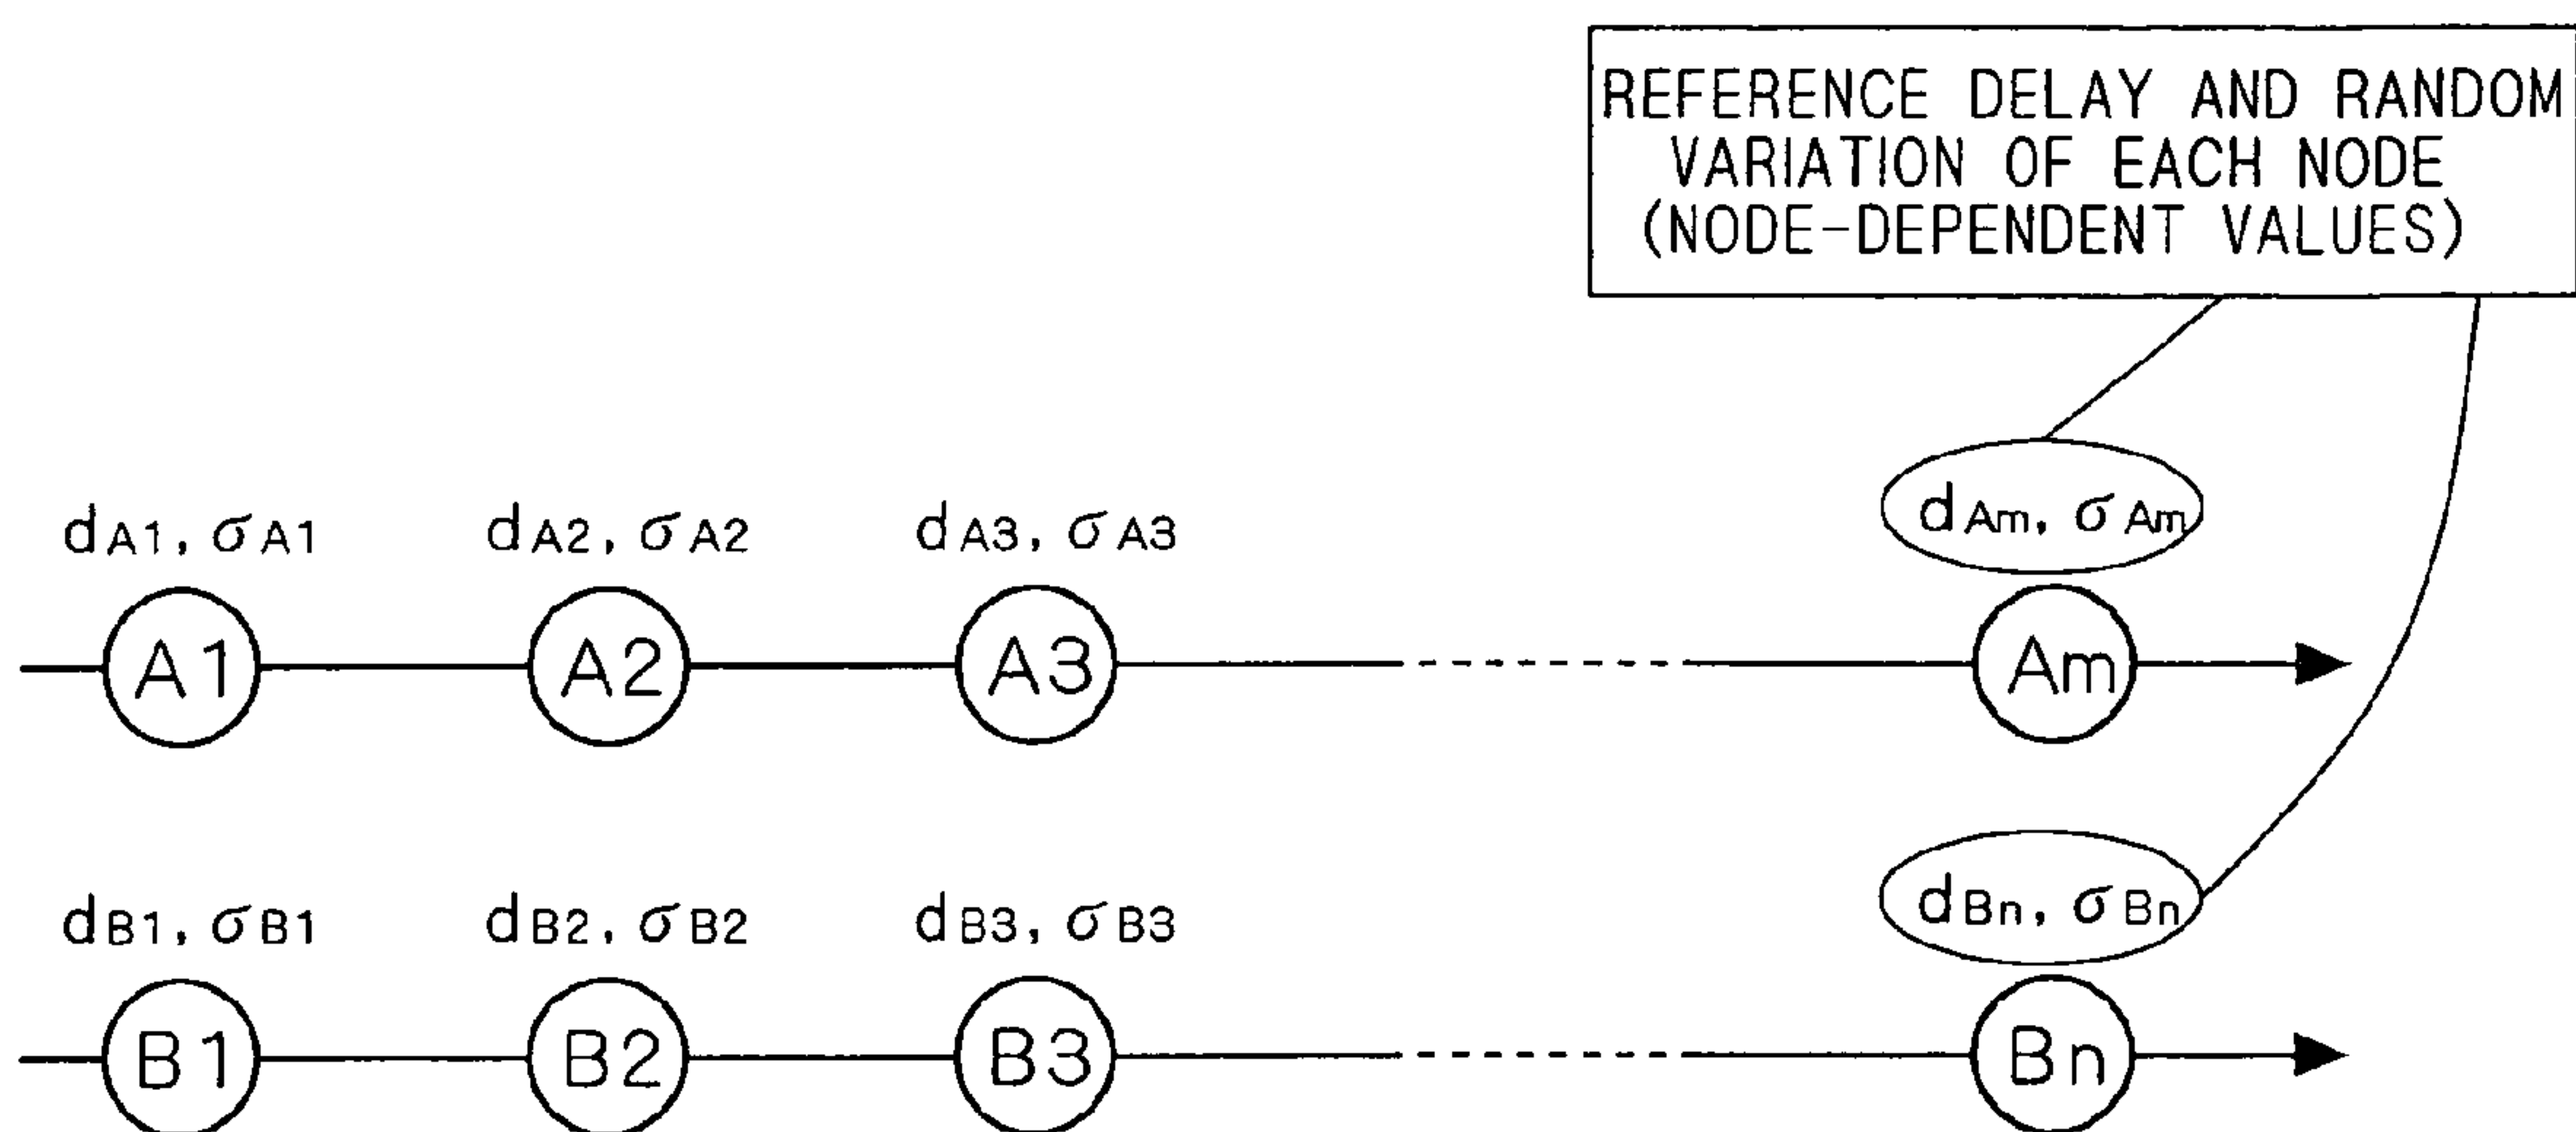 REFERENCE DELAY AND RANDOM
VARIATION OF EACH NODE
(NODE-DEPENDENT VALUES)
dA1, σA1
dA2, σA2
dA3, σA3
dAm, σAm
A1
A2
A3
Am
dB1, σB1
dB2, σB2
dB3, σB3
dBn, σBn
B1
B2
B3
Bn